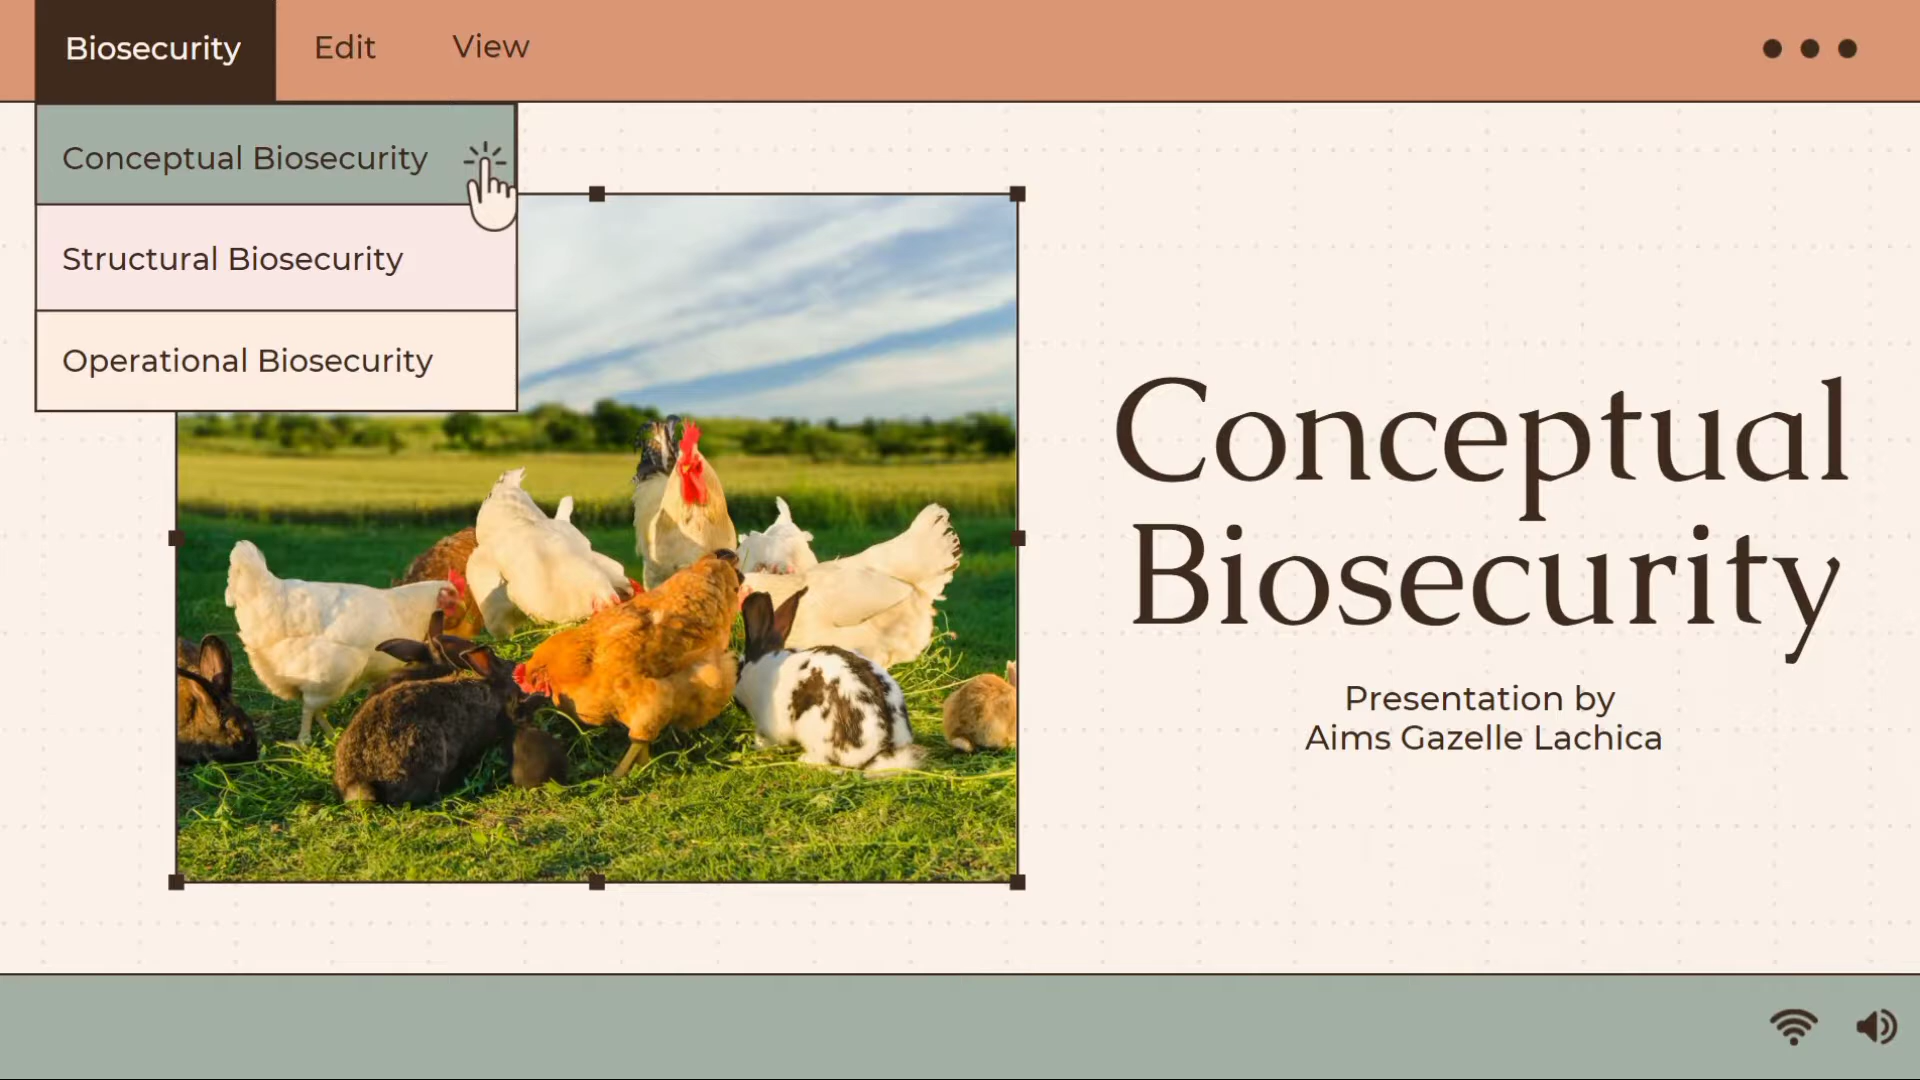 Biosecurity
Edit
View
Conceptual Biosecurity
Structural Biosecurity
Operational Biosecurity
Conceptual
Biosecurity
Presentation by
Aims Gazelle Lachica